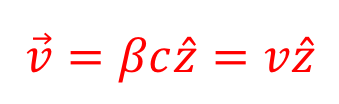 v⃗ = βcẑ = vẑ